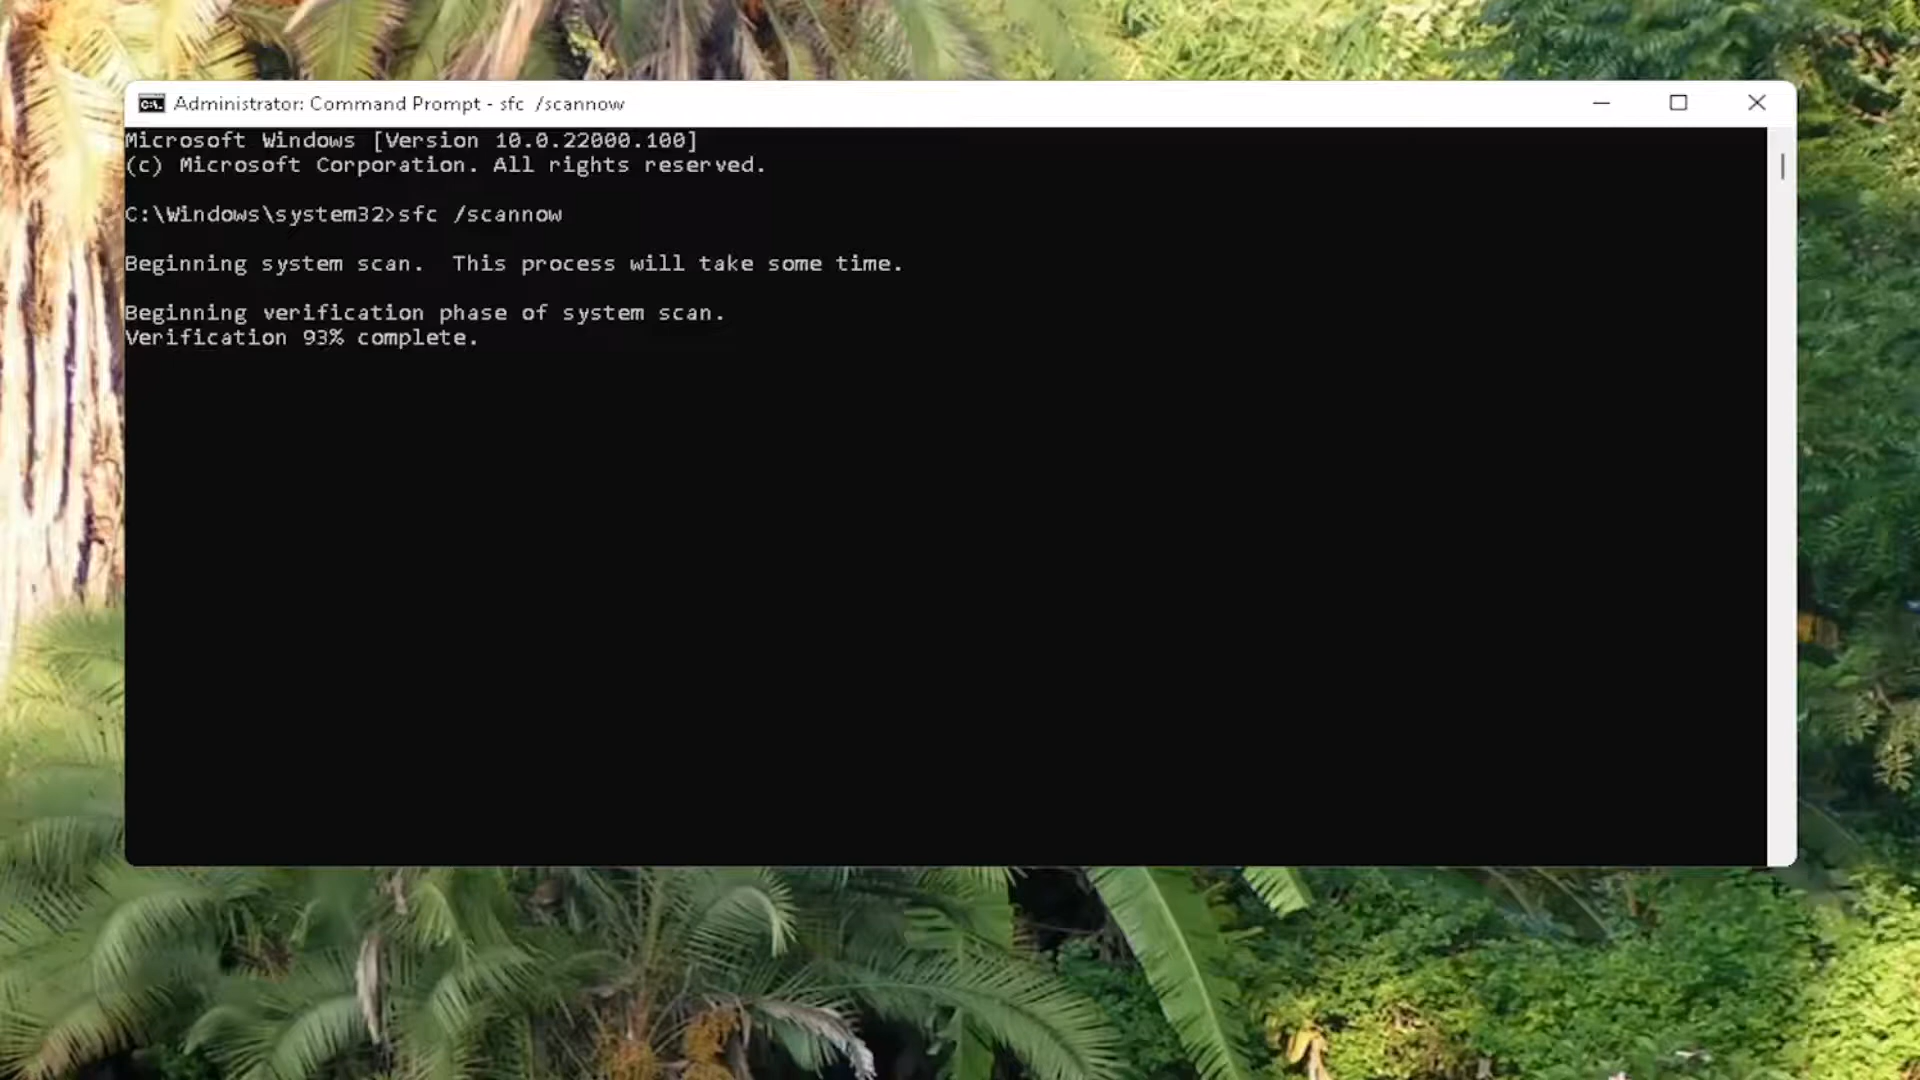 Administrator: Command Prompt - sfc  /scannow
Microsoft Windows [Version 10.0.22000.100]
(c) Microsoft Corporation. All rights reserved.
C:\Windows\system32>sfc /scannow
Beginning system scan.  This process will take some time.
Beginning verification phase of system scan.
Verification 93% complete.